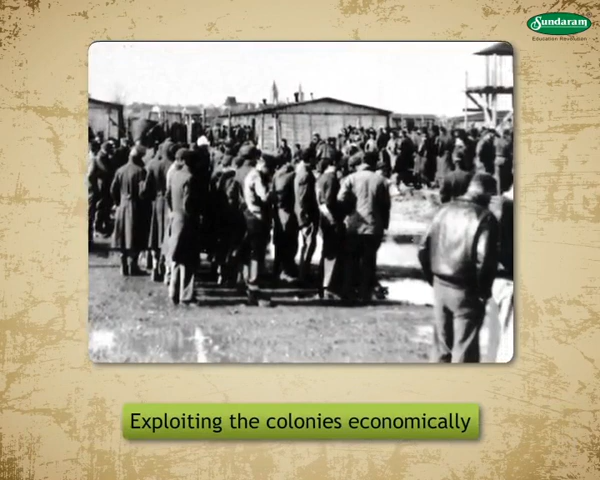 Sundaram
Education Revolution
Exploiting the colonies economically